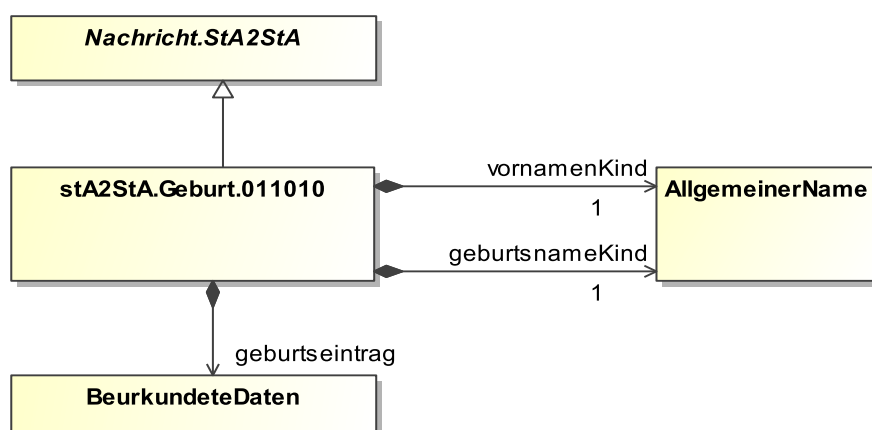 Nachricht.StA2StA
vornamenKind
stA2StA.Geburt.011010
AllgemeinerName
1
geburtsnameKind
1
geburtseintrag
BeurkundeteDaten